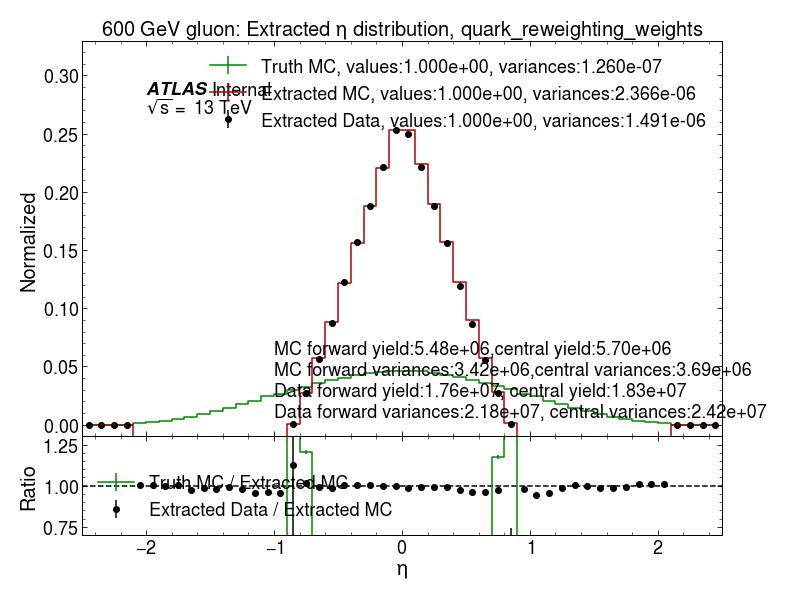 600 GeV gluon: Extracted η distribution, quark_reweighting_weights
Truth MC, values:1.000e+00, variances:1.260e-07
ATLAS Internal
Extracted MC, values:1.000e+00, variances:2.366e-06
√s = 13 TeV
Extracted Data, values:1.000e+00, variances:1.491e-06
Normalized
0.30
0.25
0.20
0.15
0.10
0.05
0.00
MC forward yield:5.48e+06,central yield:5.70e+06
MC forward variances:3.42e+06,central variances:3.69e+06
Data forward yield:1.76e+07, central yield:1.83e+07
Data forward variances:2.18e+07, central variances:2.42e+07
Ratio
1.25
1.00
0.75
Truth MC / Extracted MC
Extracted Data / Extracted MC
−2 −1 0 1 2
η